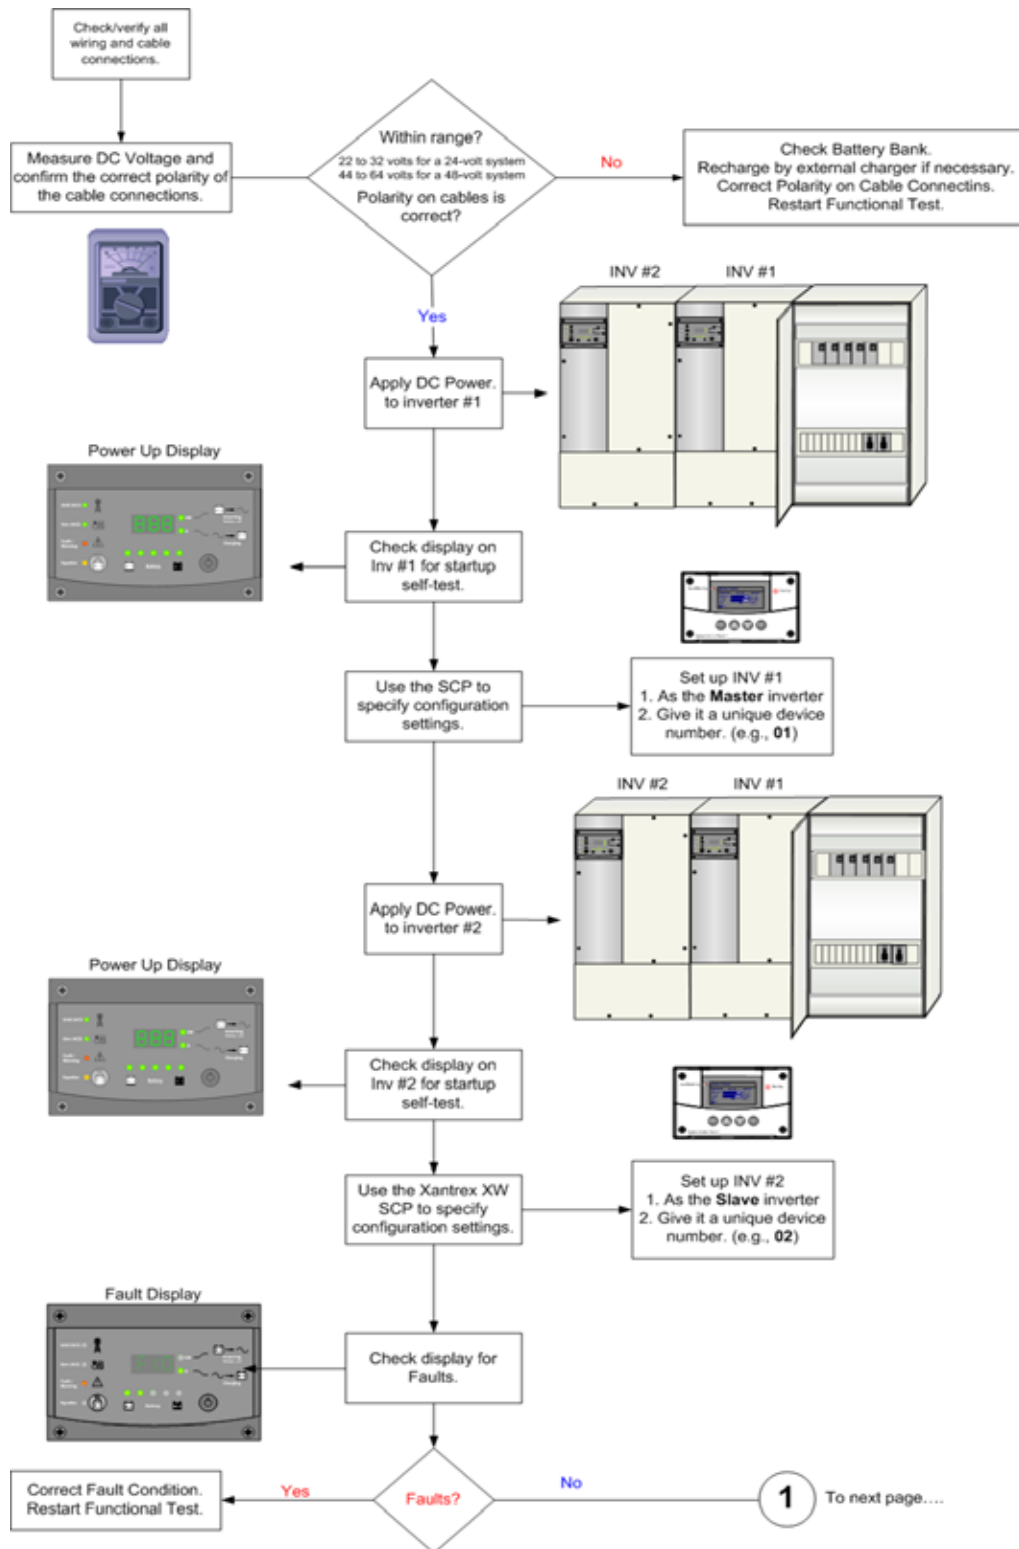 Check/verify all
wiring and cable
connections.
Measure DC Voltage and
confirm the correct polarity of
the cable connections.
Within range?
22 to 32 volts for a 24-volt system
44 to 64 volts for a 48-volt system
Polarity on cables is
correct?
No
Check Battery Bank.
Recharge by external charger if necessary.
Correct Polarity on Cable Connectins.
Restart Functional Test.
Yes
INV #2 INV #1
Apply DC Power.
to inverter #1
Power Up Display
Battery
Charging
Check display on
Inv #1 for startup
self-test.
Use the SCP to
specify configuration
settings.
Set up INV #1
1. As the Master inverter
2. Give it a unique device
number. (e.g., 01)
INV #2 INV #1
Apply DC Power.
to inverter #2
Power Up Display
Battery
Charging
Check display on
Inv #2 for startup
self-test.
Use the Xantrex XW
SCP to specify
configuration settings.
Set up INV #2
1. As the Slave inverter
2. Give it a unique device
number. (e.g., 02)
Fault Display
Battery
Charging
Check display for
Faults.
Faults?
Yes
Correct Fault Condition.
Restart Functional Test.
No
1
To next page....